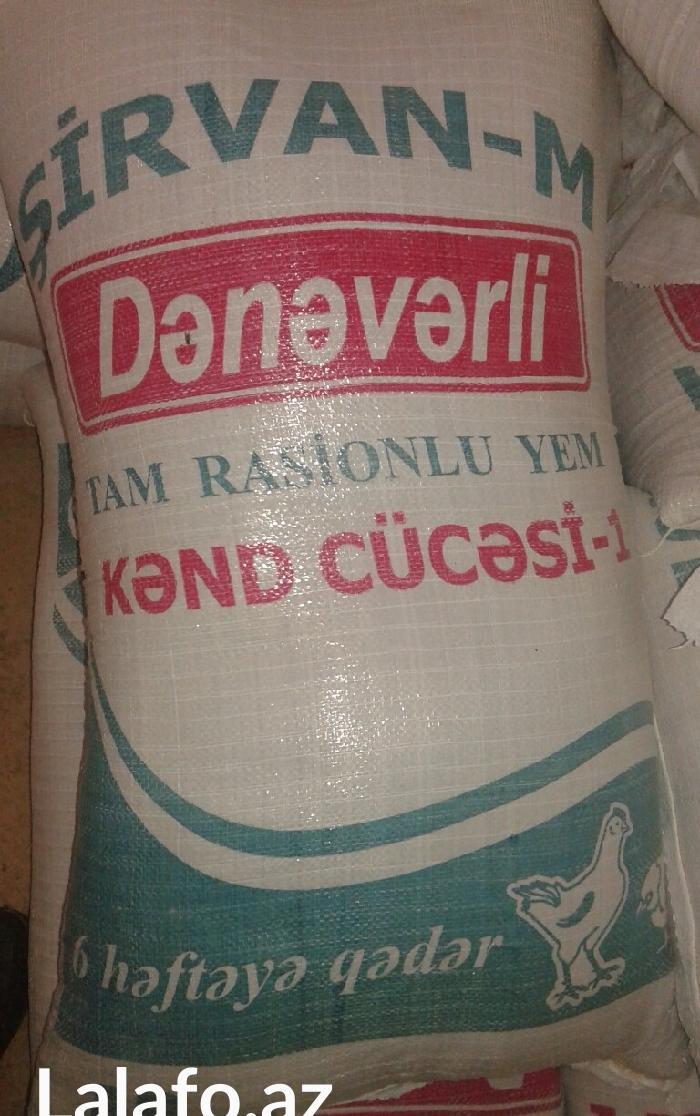 ŞİRVAN-M
Dənəvərli
TAM RASİONLU YEM
KƏND CÜCƏSİ-1
6 həftəyə qədər
Lalafo.az